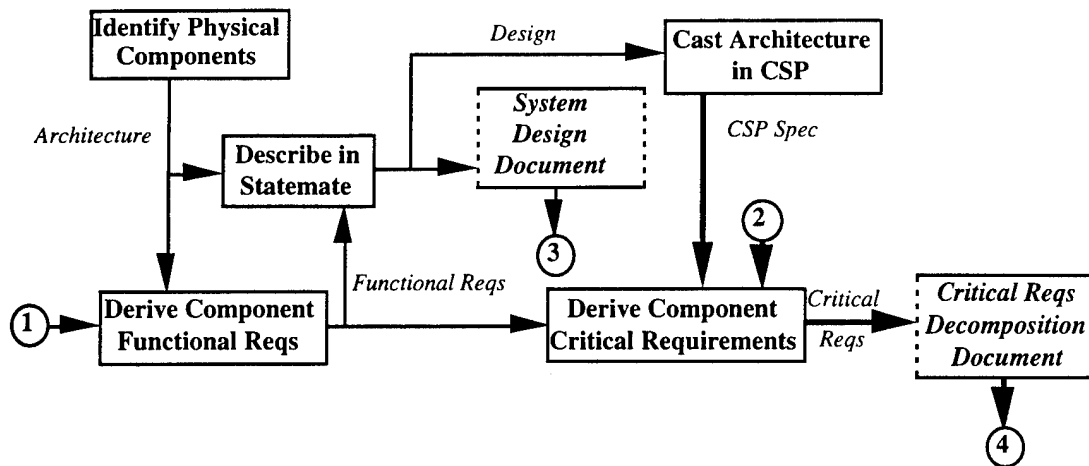 Identify Physical
Components
Design
Cast Architecture
in CSP
System
Design
Document
Architecture
CSP Spec
Describe in
Statemate
2
3
Functional Reqs
1
Derive Component
Functional Reqs
Derive Component
Critical Requirements
Critical
Reqs
Critical Reqs
Decomposition
Document
4